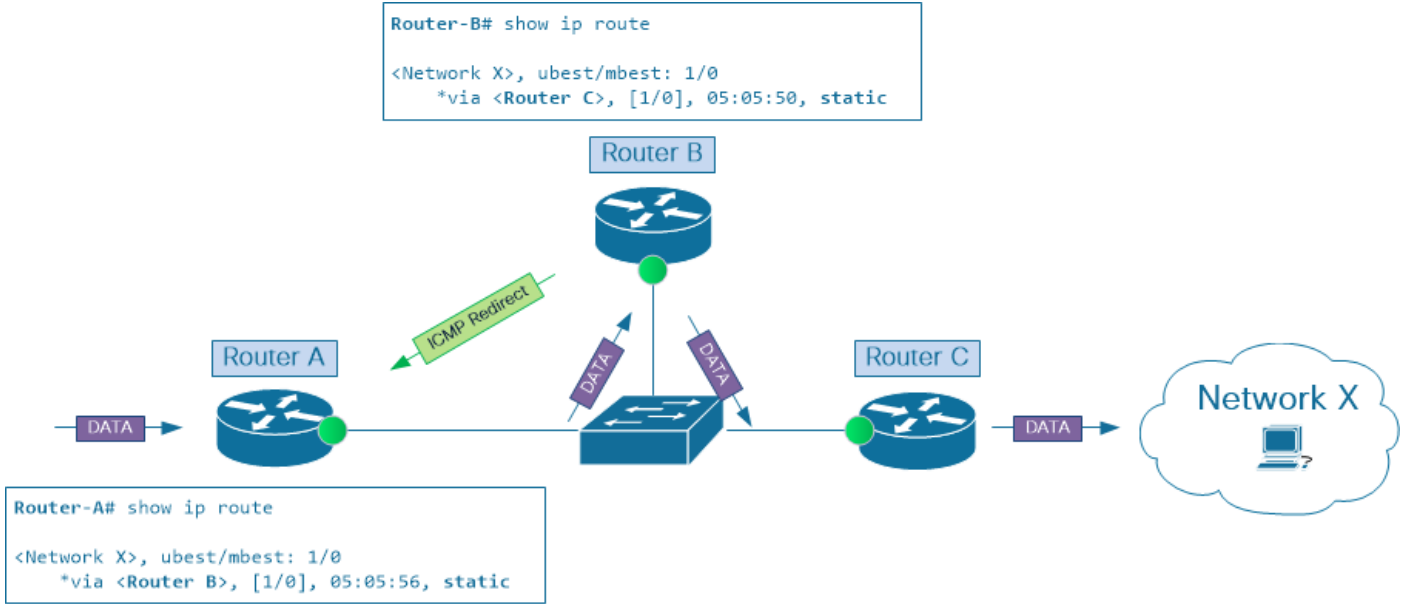 Router-B# show ip route
<Network X>, ubest/mbest: 1/0
*via <Router C>, [1/0], 05:05:50, static
Router B
ICMP Redirect
DATA
DATA
Router A
Router C
DATA
DATA
Network X
?
Router-A# show ip route
<Network X>, ubest/mbest: 1/0
*via <Router B>, [1/0], 05:05:56, static